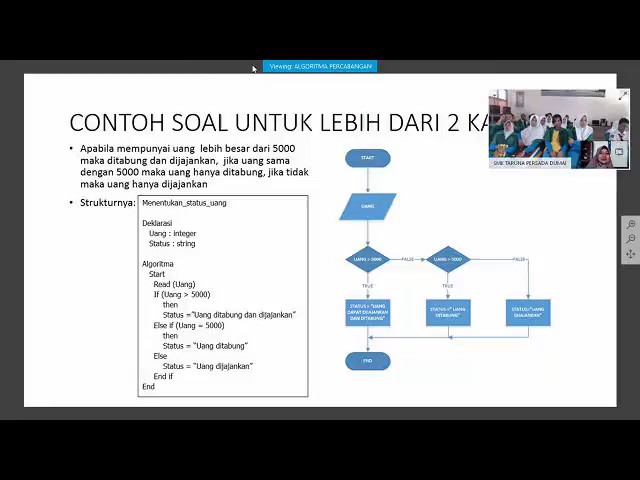 Viewing: ALGORITMA PERCABANGAN
CONTOH SOAL UNTUK LEBIH DARI 2 KA
• Apabila mempunyai uang lebih besar dari 5000
maka ditabung dan dijajankan, jika uang sama
dengan 5000 maka uang hanya ditabung, jika tidak
maka uang hanya dijajankan
• Strukturnya:
Menentukan_status_uang
Deklarasi
Uang : integer
Status : string
Algoritma
Start
Read (Uang)
If (Uang > 5000)
then
Status ="Uang ditabung dan dijajankan"
Else if (Uang = 5000)
then
Status = "Uang ditabung"
Else
Status = "Uang dijajankan"
End if
End
START
UANG
UANG > 5000
FALSE
UANG = 5000
FALSE
TRUE
TRUE
STATUS = "UANG
DAPAT DIJAJANKAN
DAN DITABUNG"
STATUS =" UANG
DITABUNG"
STATUS="UANG
DIJAJANKAN"
END
SMK TARUNA PERSADA DUMAI